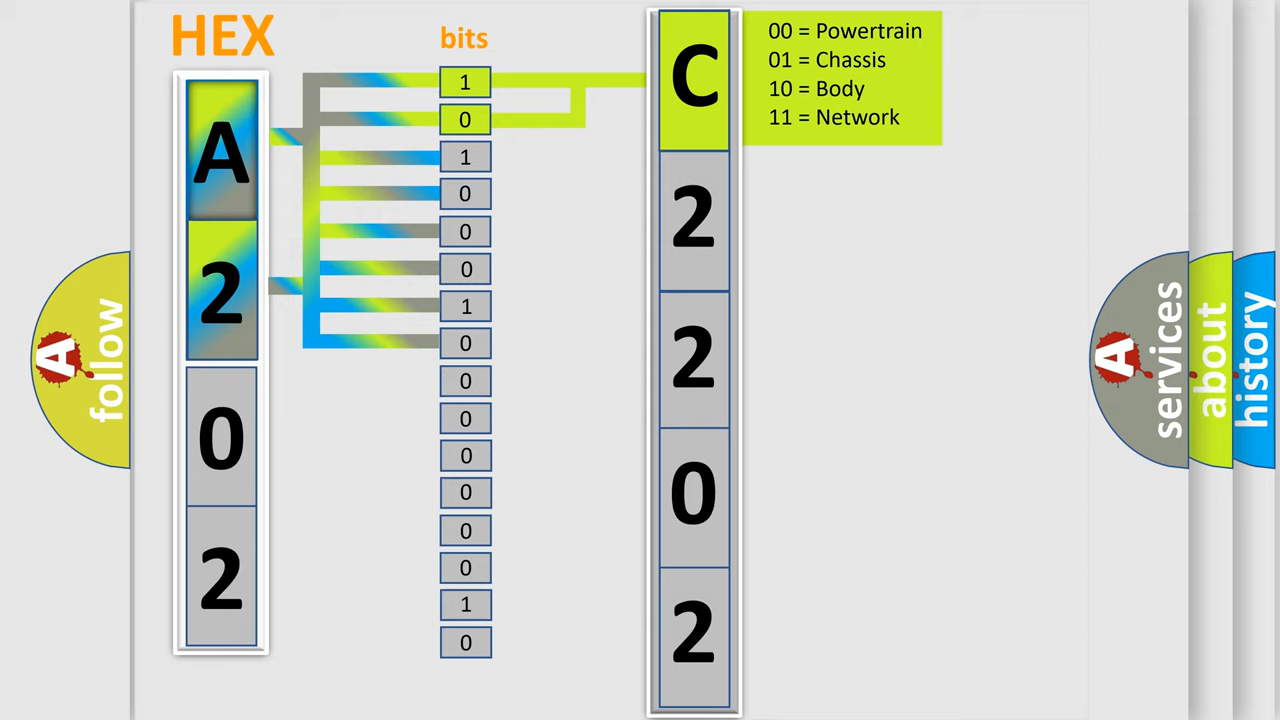 HEX
bits
A
2
0
2
1
0
1
0
0
0
1
0
0
0
0
0
0
0
1
0
C
2
2
0
2
00 = Powertrain
01 = Chassis
10 = Body
11 = Network
A
follow
A
services
about
history